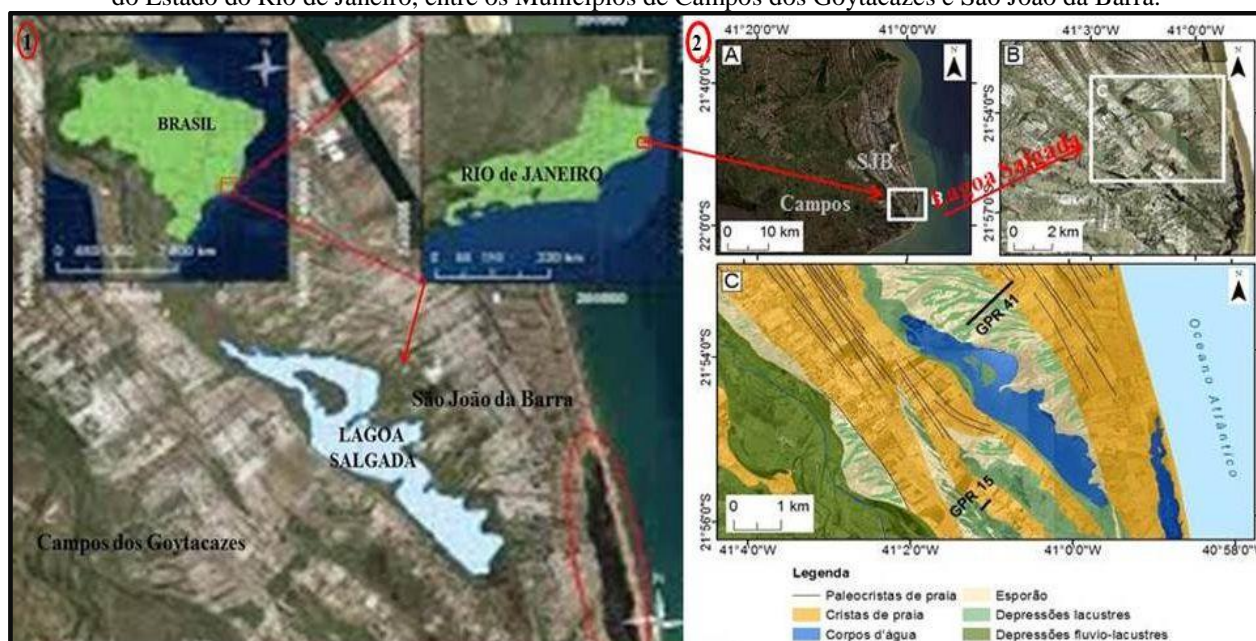 do Estado do Rio de Janeiro, entre os Municípios de Campos dos Goytacazes e São João da Barra.
1
BRASIL
RIO de JANEIRO
LAGOA
SALGADA
São João da Barra
Campos dos Goytacazes
2
41°20'0"W 41°0'0"W
21°40'0"S
22°0'0"S
A
N
SJB
Campos
B
0 10 km
Lagoa Salgada
41°3'0"W 41°0'0"W
21°54'0"S
21°57'0"S
B
N
C
0 2 km
C
N
GPR 41
GPR 15
Oceano Atlântico
21°54'0"S
21°56'0"S
0 1 km
41°4'0"W 41°2'0"W 41°0'0"W 40°58'0"W
Legenda
Paleocristas de praia
Cristas de praia
Corpos d'água
Esporão
Depressões lacustres
Depressões fluvio-lacustres